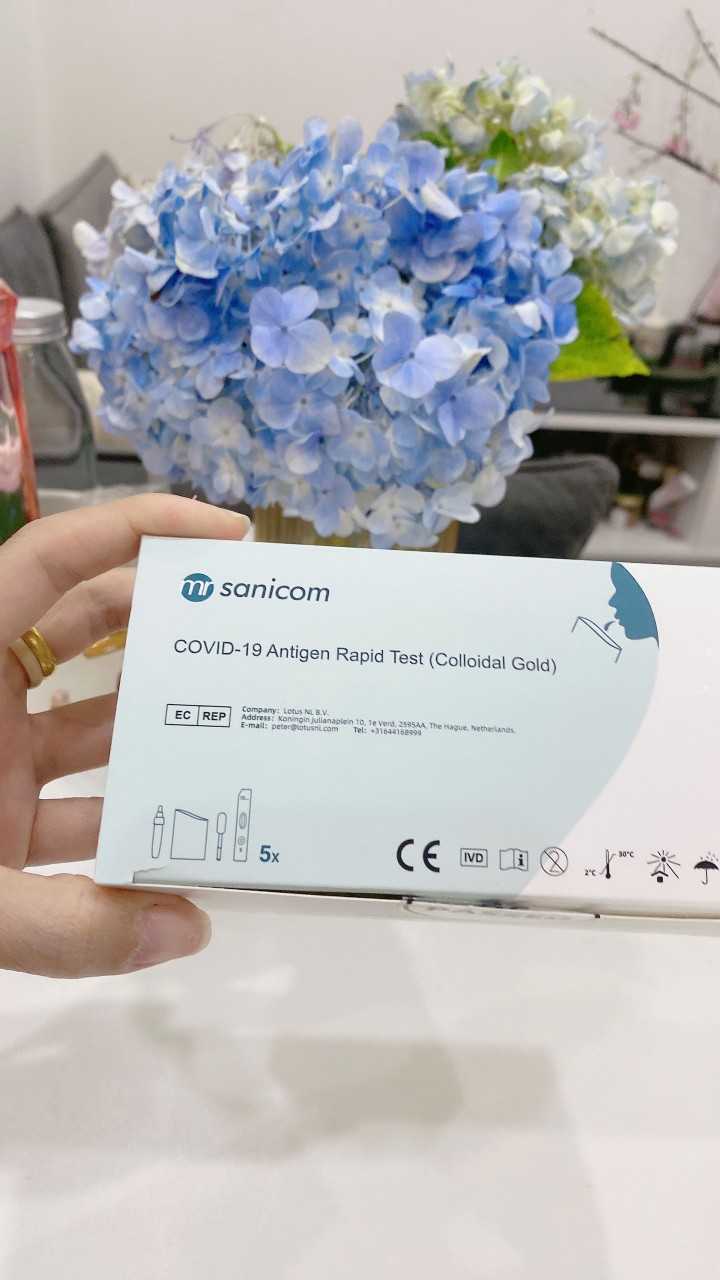 mr sanicom
COVID-19 Antigen Rapid Test (Colloidal Gold)
EC REP
Company: Lotus NL B.V.
Address: Koningin Julianaplein 10, 1e Verd, 2595AA, The Hague, Netherlands.
E-mail: peter@lotusnl.com Tel: +31644168999
5x
CE IVD i 2 2°C 30°C